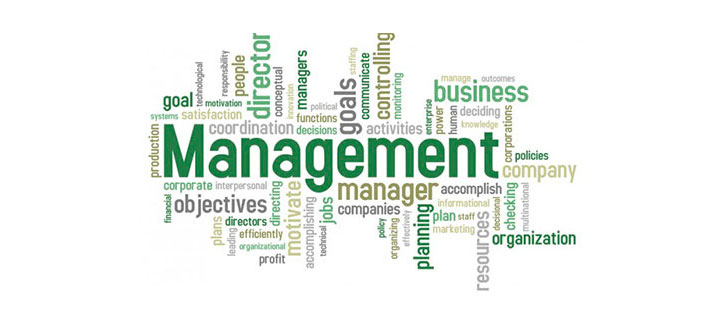 goal
technological
responsibility
people
director
conceptual
innovation
managers
political
goals
staffing
communicate
controlling
monitoring
manage
outcomes
business
systems
motivation
satisfaction
functions
enterprise
power
human
deciding
knowledge
corporations
coordination
decisions
activities
production
Management
policies
company
corporate
interpersonal
manager
accomplish
financial
objectives
directing
motivate
accomplishing
jobs
technical
companies
policy
organizing
effectively
planning
informational
plan
staff
marketing
resources
decisional
checking
multinational
plans
leading
directors
efficiently
organizational
profit
organization